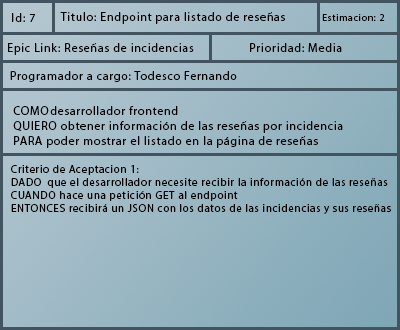 Id: 7
Titulo: Endpoint para listado de reseñas
Estimacion: 2
Epic Link: Reseñas de incidencias
Prioridad: Media
Programador a cargo: Todesco Fernando
COMO desarrollador frontend
QUIERO obtener información de las reseñas por incidencia
PARA poder mostrar el listado en la página de reseñas
Criterio de Aceptacion 1:
DADO que el desarrollador necesite recibir la información de las reseñas
CUANDO hace una petición GET al endpoint
ENTONCES recibirá un JSON con los datos de las incidencias y sus reseñas